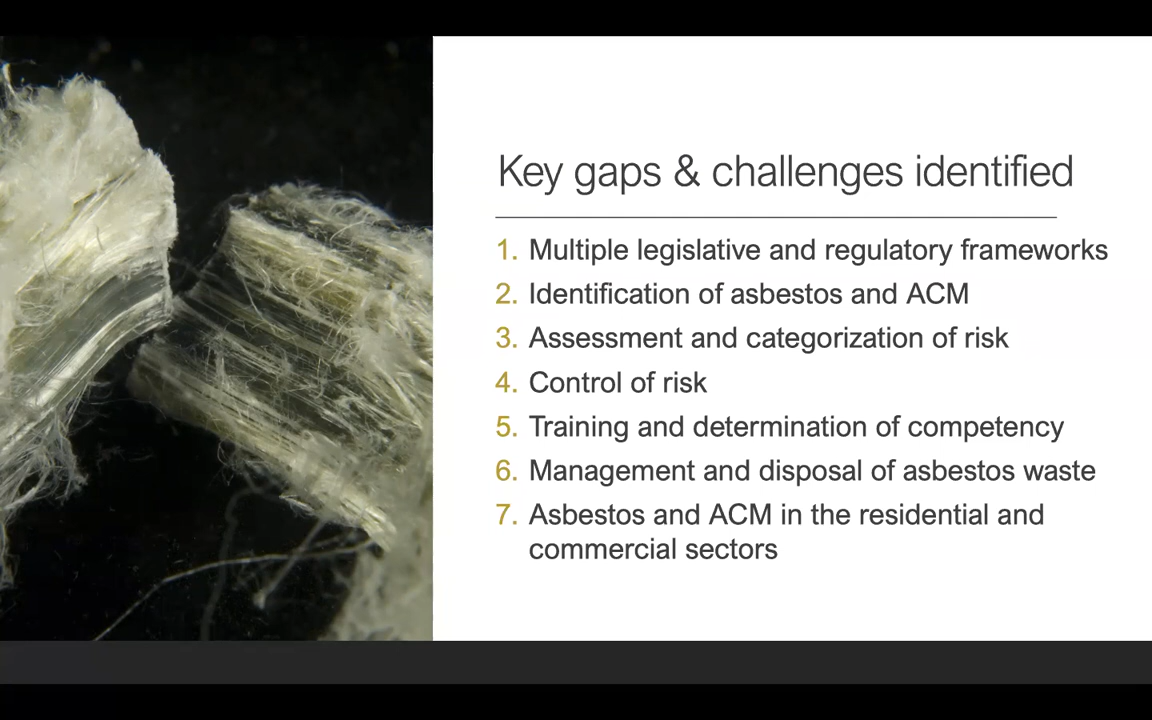 Key gaps & challenges identified
1. Multiple legislative and regulatory frameworks
2. Identification of asbestos and ACM
3. Assessment and categorization of risk
4. Control of risk
5. Training and determination of competency
6. Management and disposal of asbestos waste
7. Asbestos and ACM in the residential and
commercial sectors